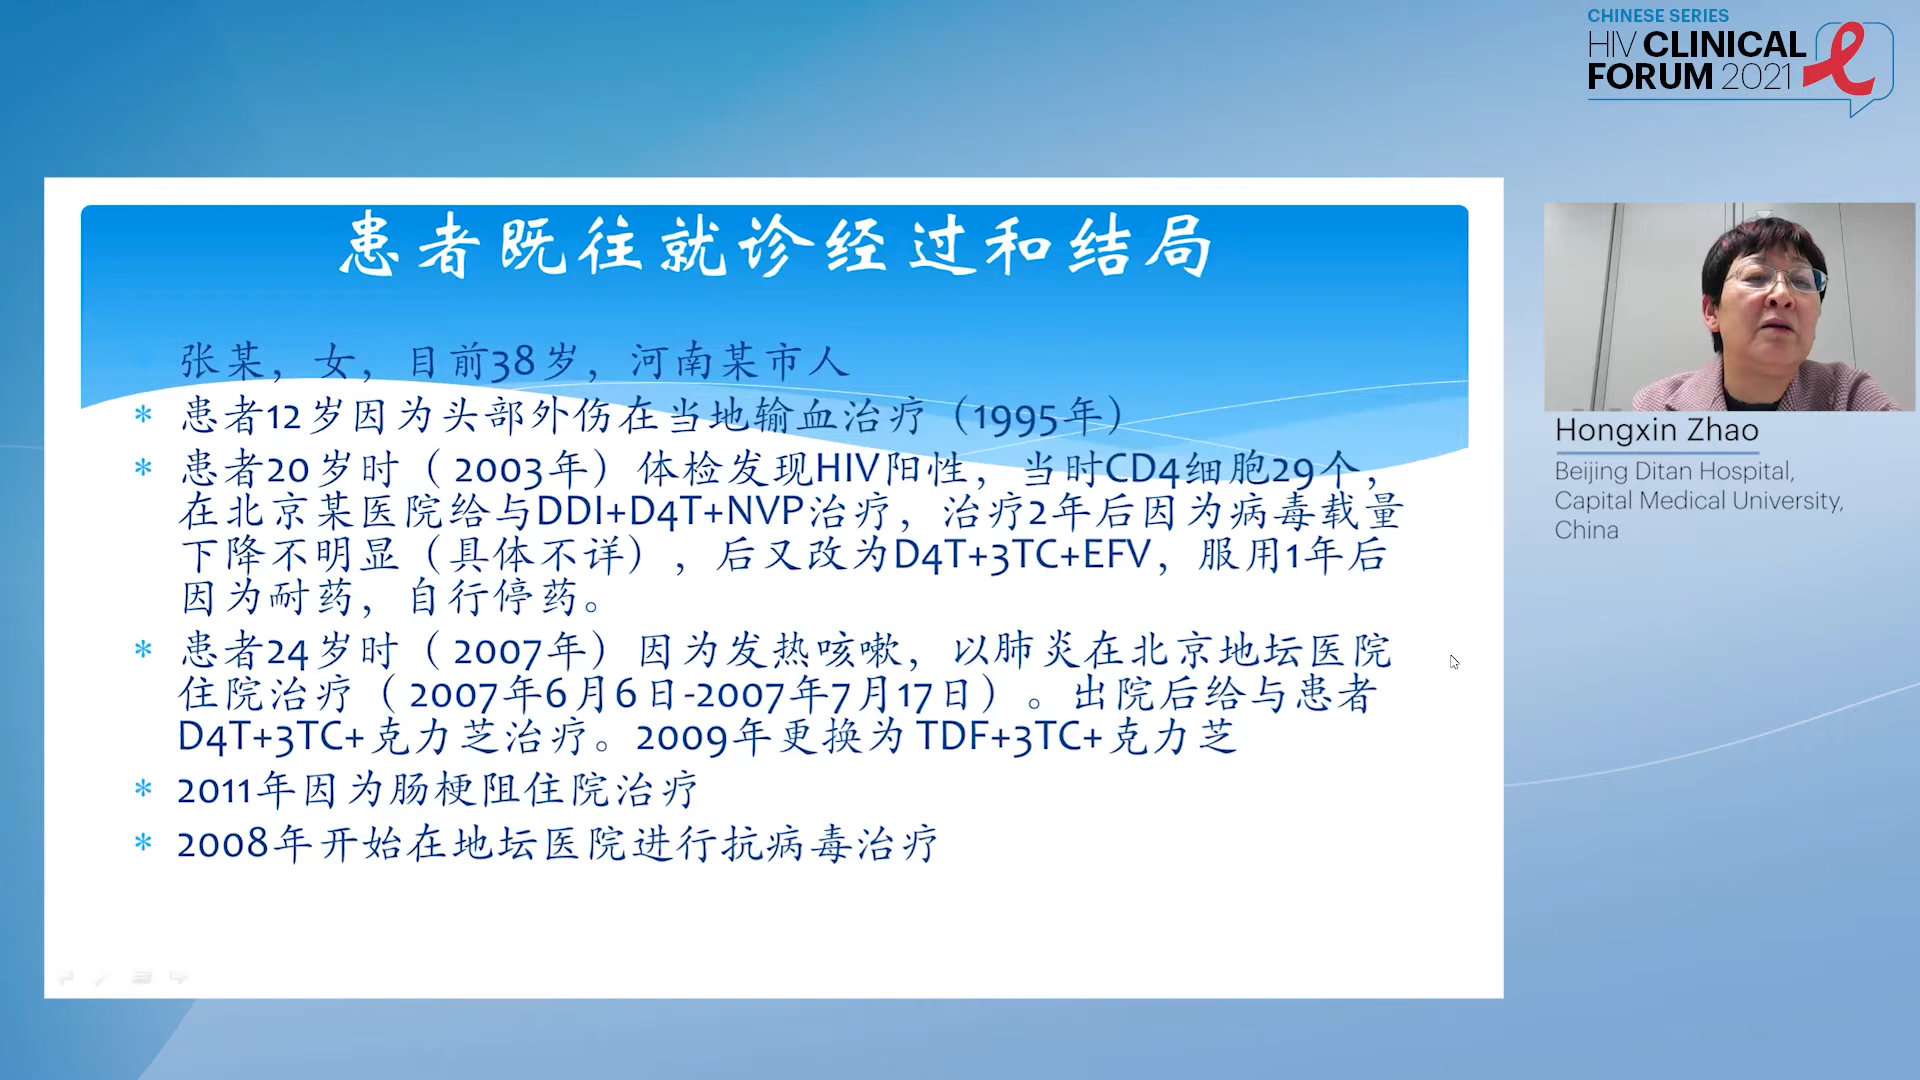 CHINESE SERIES
HIV CLINICAL
FORUM 2021
患者既往就诊经过和结局
张某，女，目前38岁，河南某市人
* 患者12岁因为头部外伤在当地输血治疗（1995年）
* 患者20岁时（2003年）体检发现HIV阳性，当时CD4细胞29个，
在北京某医院给与DDI+D4T+NVP治疗，治疗2年后因为病毒载量
下降不明显（具体不详），后又改为D4T+3TC+EFV，服用1年后
因为耐药，自行停药。
* 患者24岁时（2007年）因为发热咳嗽，以肺炎在北京地坛医院
住院治疗（2007年6月6日-2007年7月17日）。出院后给与患者
D4T+3TC+克力芝治疗。2009年更换为TDF+3TC+克力芝
* 2011年因为肠梗阻住院治疗
* 2008年开始在地坛医院进行抗病毒治疗
Hongxin Zhao
Beijing Ditan Hospital,
Capital Medical University,
China